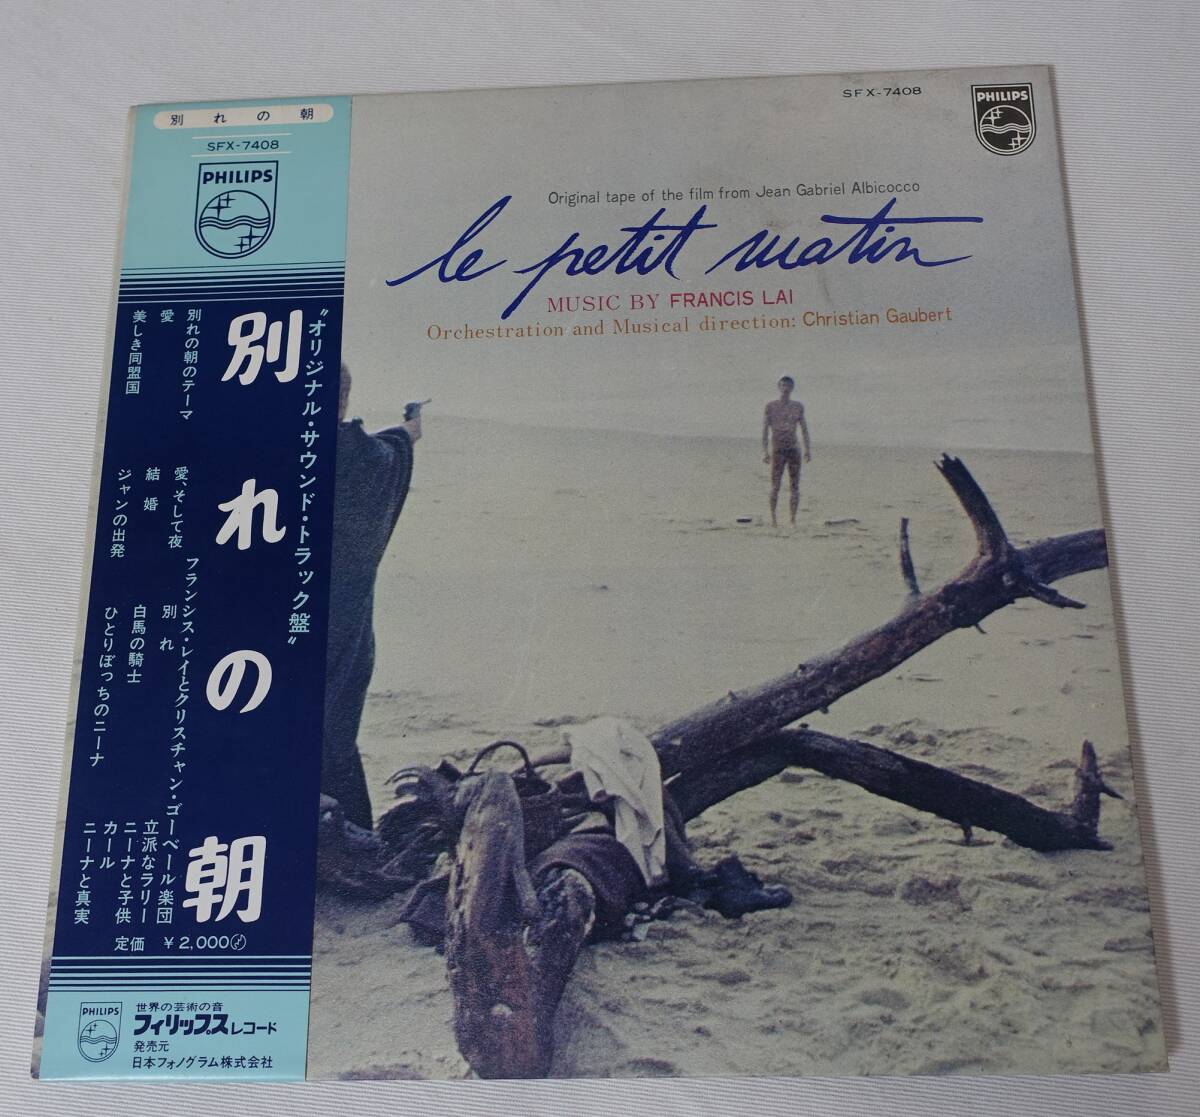 別れの朝
SFX-7408
PHILIPS
"オリジナル・サウンド・トラック盤"
別れの朝
フランシス・レイとクリスチャン・ゴーベール楽団
別れの朝のテーマ
愛
美しき同盟国
愛、そして夜
結婚
ジャンの出発
別れ
白馬の騎士
ひとりぼっちのニーナ
立派なラリー
ニーナと子供
カール
ニーナと真実
定価 ¥2,000
PHILIPS
世界の芸術の音
フィリップスレコード
発売元
日本フォノグラム株式会社
SFX-7408
PHILIPS
Original tape of the film from Jean Gabriel Albicocco
le petit matin
MUSIC BY FRANCIS LAI
Orchestration and Musical direction: Christian Gaubert